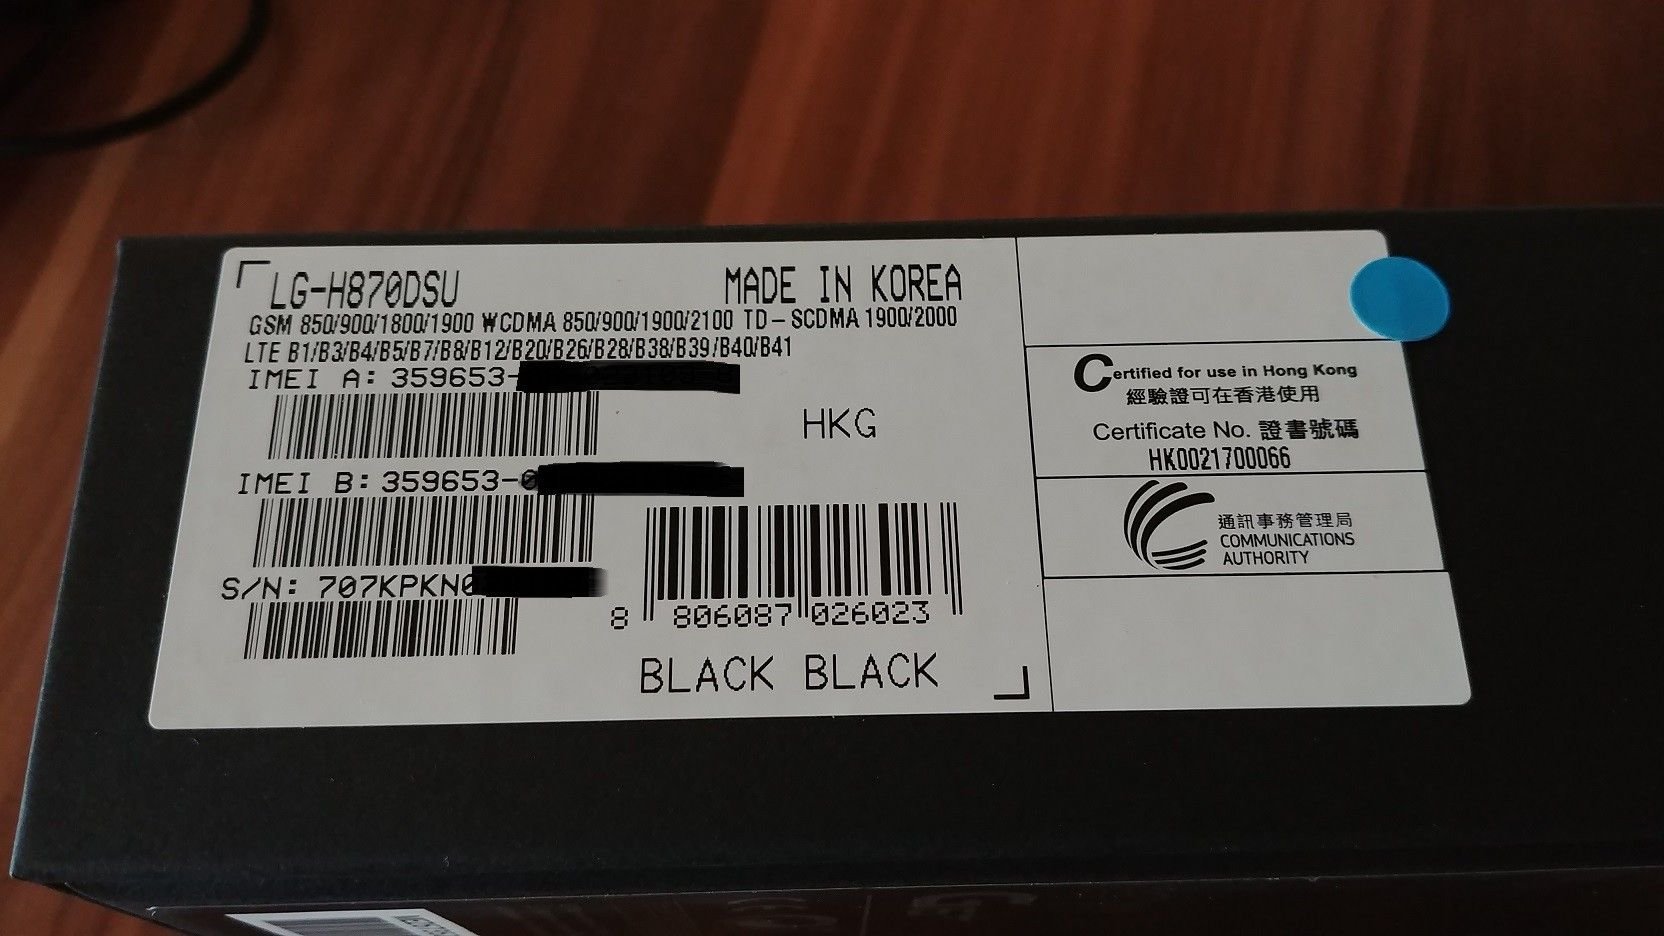 LG-H870DSU MADE IN KOREA
GSM 850/900/1800/1900 ₩CDMA 850/900/1900/2100 TD-SCDMA 1900/2000
LTE B1/B3/B4/B5/B7/B8/B12/B20/B26/B28/B38/B39/B40/B41
IMEI A: 359653-
HKG
IMEI B: 359653-0
S/N: 707KPKN0
8 806087 026023
BLACK BLACK
Certified for use in Hong Kong
經驗證可在香港使用
Certificate No. 證書號碼
HK0021700066
通訊事務管理局
COMMUNICATIONS
AUTHORITY